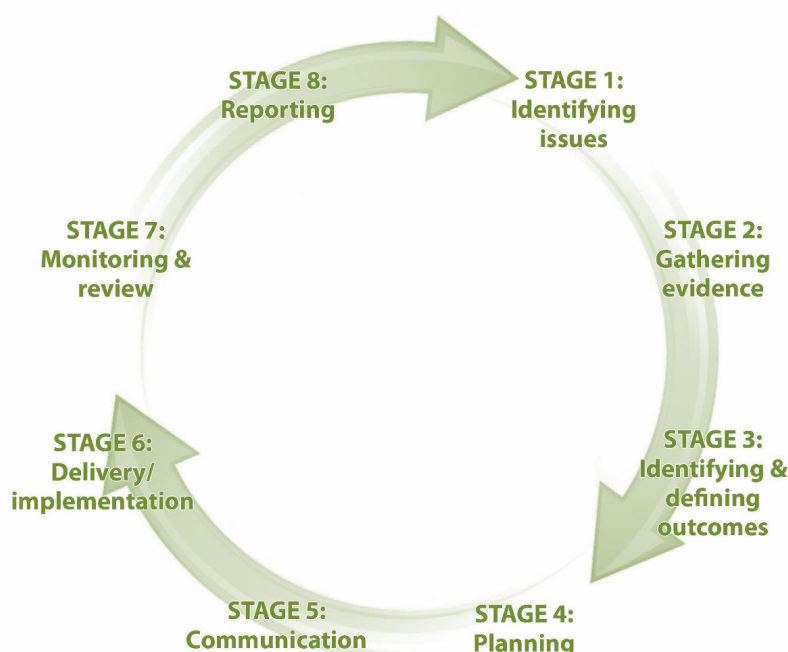 STAGE 8:
Reporting
STAGE 1:
Identifying
issues
STAGE 2:
Gathering
evidence
STAGE 3:
Identifying &
defining
outcomes
STAGE 4:
Planning
STAGE 5:
Communication
STAGE 6:
Delivery/
implementation
STAGE 7:
Monitoring &
review